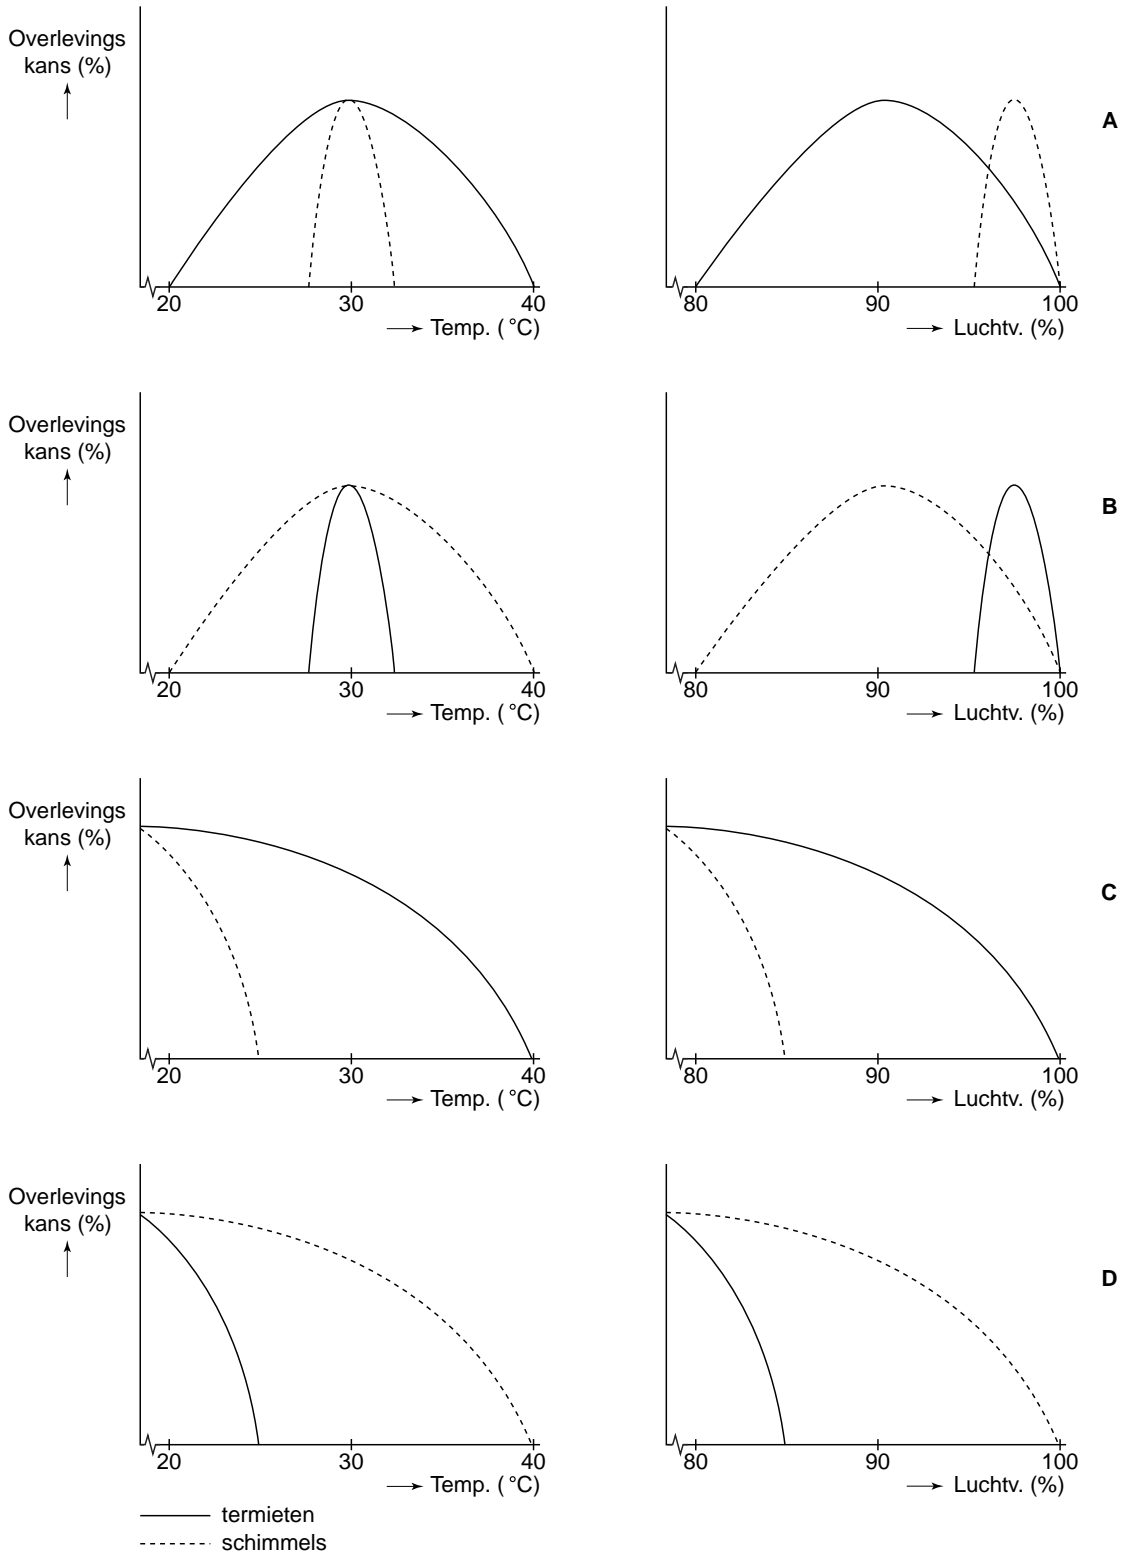 Overlevings
kans (%)
A
20 30 40
Temp. ( °C)
80 90 100
Luchtv. (%)
Overlevings
kans (%)
B
20 30 40
Temp. ( °C)
80 90 100
Luchtv. (%)
Overlevings
kans (%)
C
20 30 40
Temp. ( °C)
80 90 100
Luchtv. (%)
Overlevings
kans (%)
D
20 30 40
Temp. ( °C)
80 90 100
Luchtv. (%)
termieten
schimmels